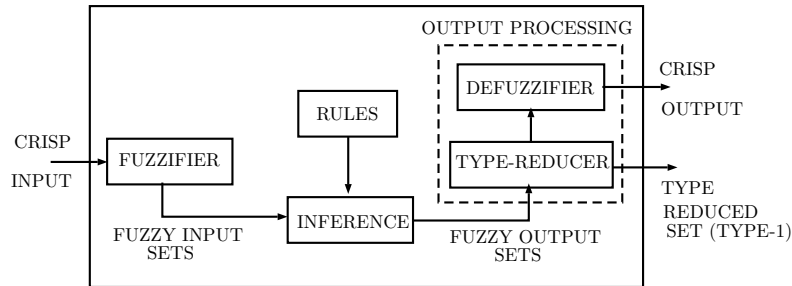 OUTPUT PROCESSING
DEFUZZIFIER
CRISP
OUTPUT
RULES
CRISP
INPUT
FUZZIFIER
TYPE-REDUCER
TYPE
REDUCED
SET (TYPE-1)
INFERENCE
FUZZY INPUT
SETS
FUZZY OUTPUT
SETS